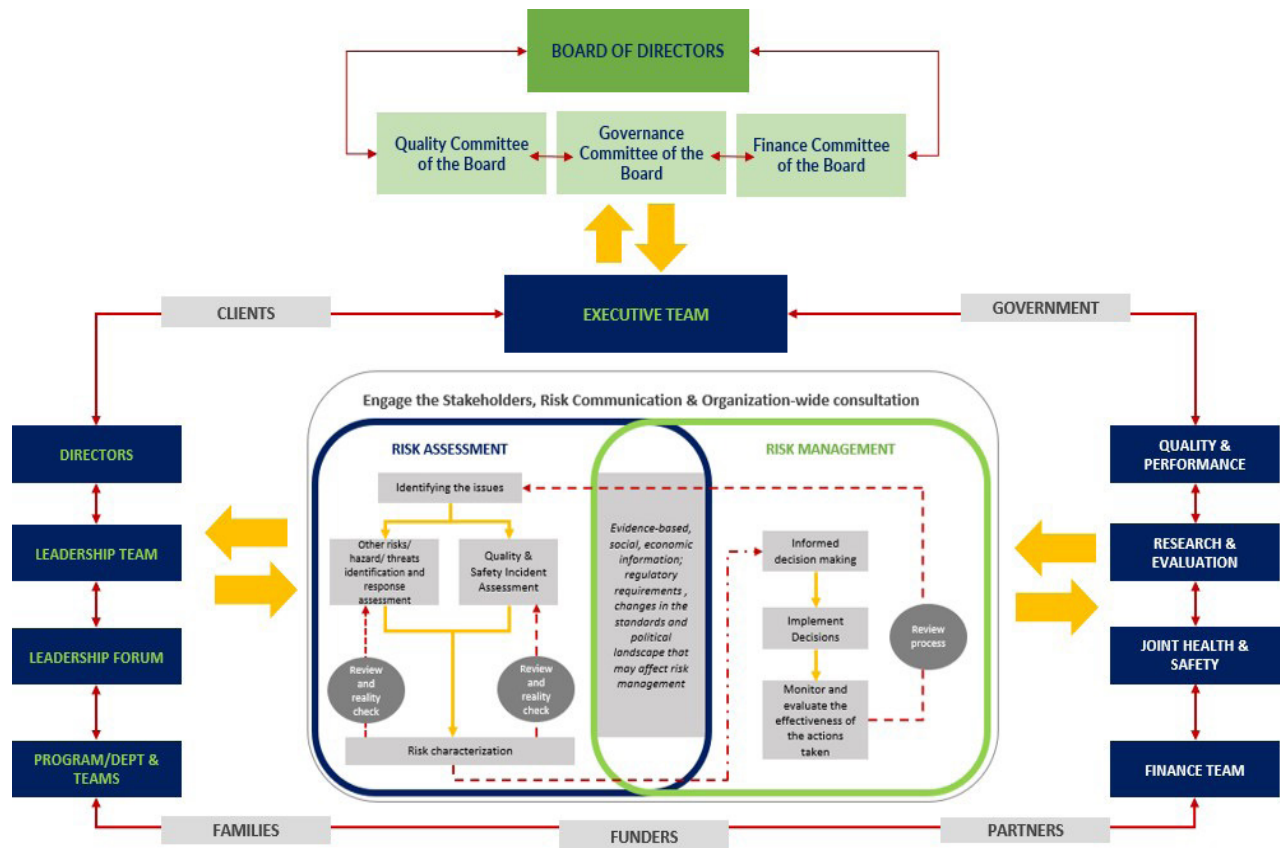 BOARD OF DIRECTORS
Quality Committee
of the Board
Governance
Committee of the
Board
Finance Committee
of the Board
CLIENTS
EXECUTIVE TEAM
GOVERNMENT
Engage the Stakeholders, Risk Communication & Organization-wide consultation
DIRECTORS
LEADERSHIP TEAM
LEADERSHIP FORUM
PROGRAM/DEPT &
TEAMS
RISK ASSESSMENT
Identifying the issues
Other risks/
hazard/ threats
identification and
response
assessment
Quality &
Safety Incident
Assessment
Review
and
reality
check
Review
and
reality
check
Risk characterization
Evidence-based,
social, economic
information;
regulatory
requirements ,
changes in the
standards and
political
landscape that
may affect risk
management
RISK MANAGEMENT
Informed
decision making
Implement
Decisions
Monitor and
evaluate the
effectiveness of
the actions
taken
Review
process
QUALITY &
PERFORMANCE
RESEARCH &
EVALUATION
JOINT HEALTH &
SAFETY
FINANCE TEAM
FAMILIES
FUNDERS
PARTNERS